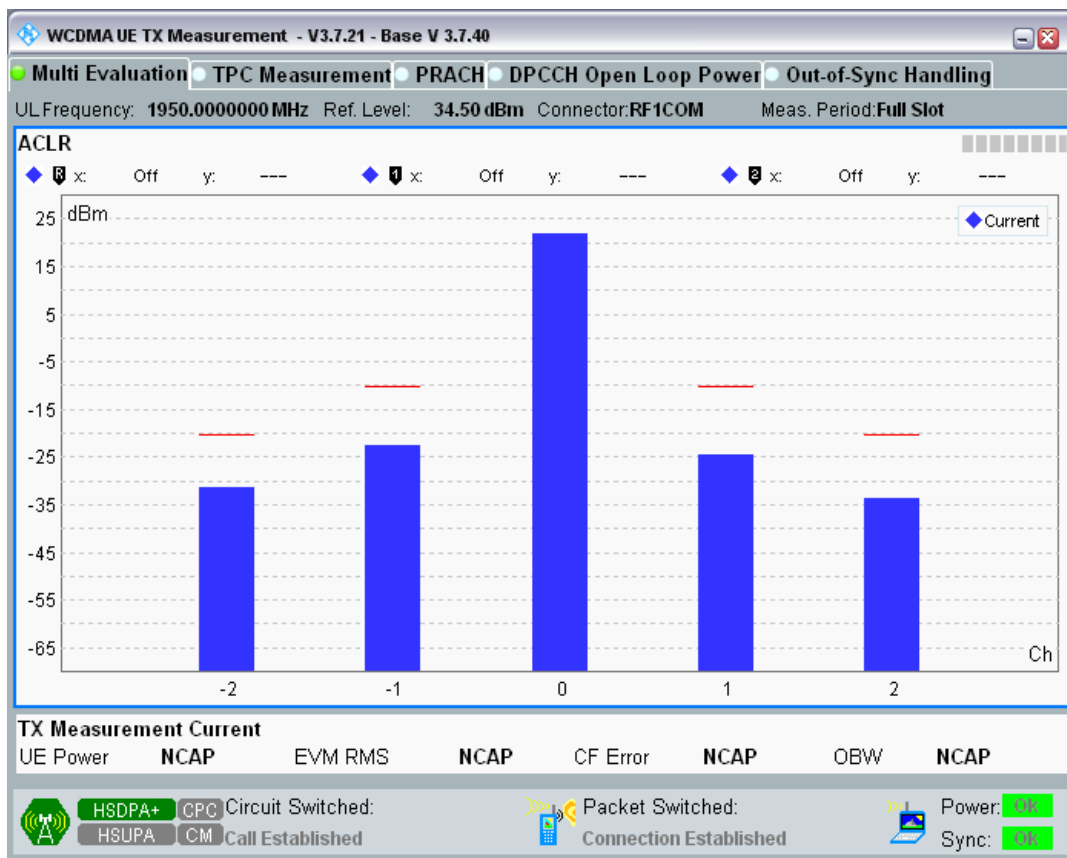 WCDMA UE TX Measurement - V3.7.21 - Base V 3.7.40
Multi Evaluation TPC Measurement PRACH DPCCH Open Loop Power Out-of-Sync Handling
UL Frequency: 1950.0000000 MHz Ref. Level: 34.50 dBm Connector:RF1COM Meas. Period:Full Slot
ACLR
R x: Off y: --- 1 x: Off y: --- 2 x: Off y: ---
dBm
Current
25
15
5
-5
-15
-25
-35
-45
-55
-65
Ch
-2 -1 0 1 2
TX Measurement Current
UE Power NCAP EVM RMS NCAP CF Error NCAP OBW NCAP
HSDPA+ CPC Circuit Switched: Packet Switched: Power: Ok
HSUPA CM Call Established Connection Established Sync: Ok